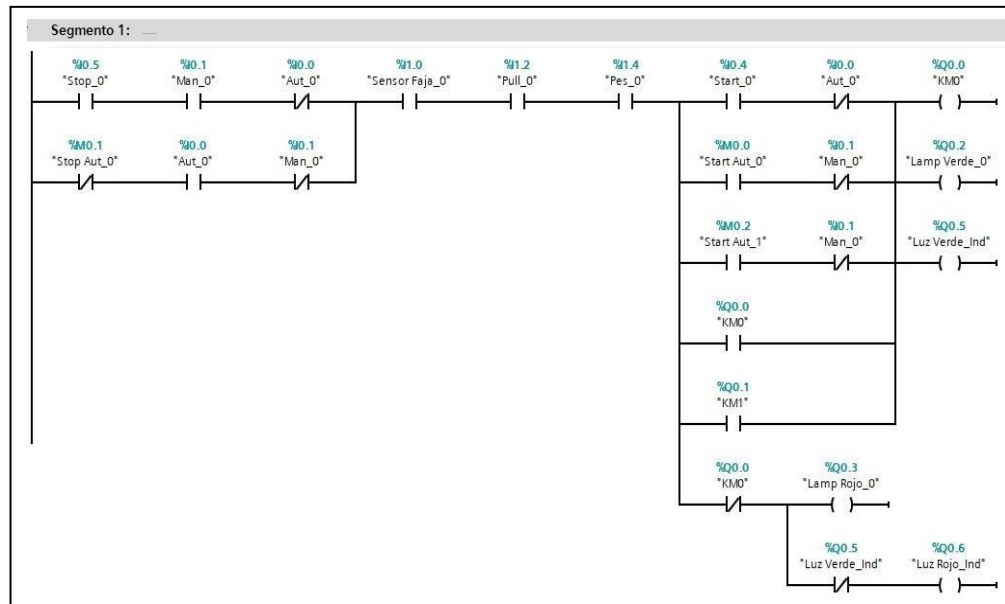 Segmento 1: .....
%I0.5 %I0.1 %I0.0 %I1.0 %I1.2 %I1.4 %I0.4 %I0.0 %Q0.0
"Stop_0" "Man_0" "Aut_0" "Sensor Faja_0" "Pull_0" "Pes_0" "Start_0" "Aut_0" "KM0"
%M0.1 %I0.0 %I0.1 %M0.0 %I0.1 %Q0.2
"Stop Aut_0" "Aut_0" "Man_0" "Start Aut_0" "Man_0" "Lamp Verde_0"
%M0.2 %I0.1 %Q0.5
"Start Aut_1" "Man_0" "Luz Verde_Ind"
%Q0.0
"KM0"
%Q0.1
"KM1"
%Q0.0 %Q0.3
"KM0" "Lamp Rojo_0"
%Q0.5 %Q0.6
"Luz Verde_Ind" "Luz Rojo_Ind"